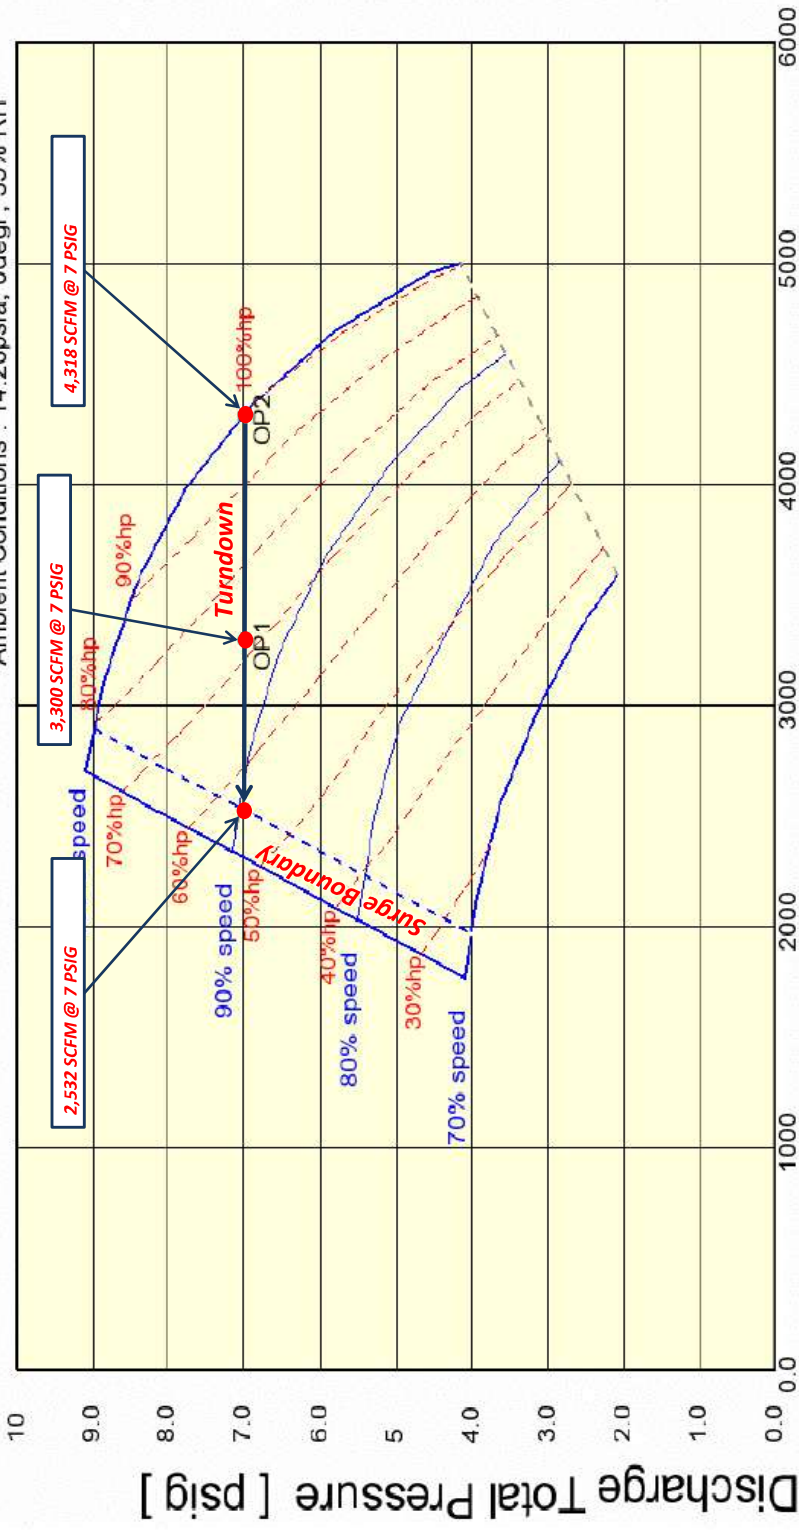 Ambient Conditions : 14.26psia,
4,318 SCFM @ 7 PSIG
3,300 SCFM @ 7 PSIG
2,532 SCFM @ 7 PSIG
100%hp
90%hp
80%hp
70%hp
60%hp
50%hp
40%hp
30%hp
speed
90% speed
80% speed
70% speed
OP2
OP1
Turndown
Surge Boundary
10
9.0
8.0
7.0
6.0
5
4.0
3.0
2.0
1.0
0.0
0.0
1000
2000
3000
4000
5000
6000
Discharge Total Pressure [ psig ]